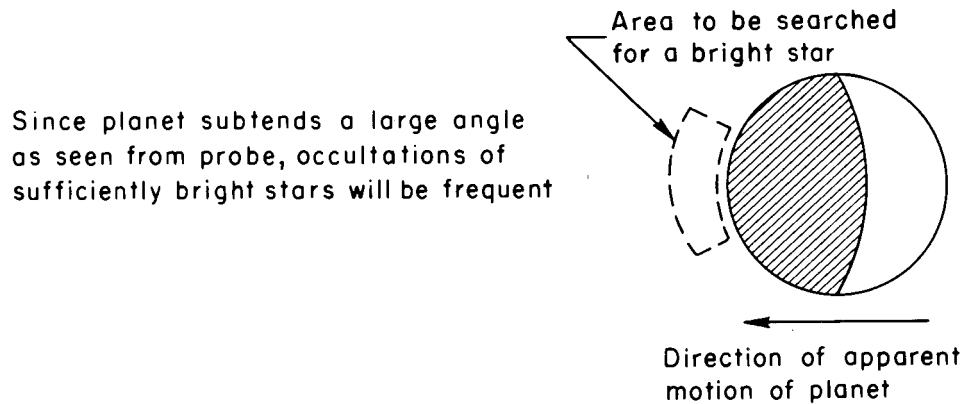 Area to be searched
for a bright star
Since planet subtends a large angle
as seen from probe, occultations of
sufficiently bright stars will be frequent
Direction of apparent
motion of planet